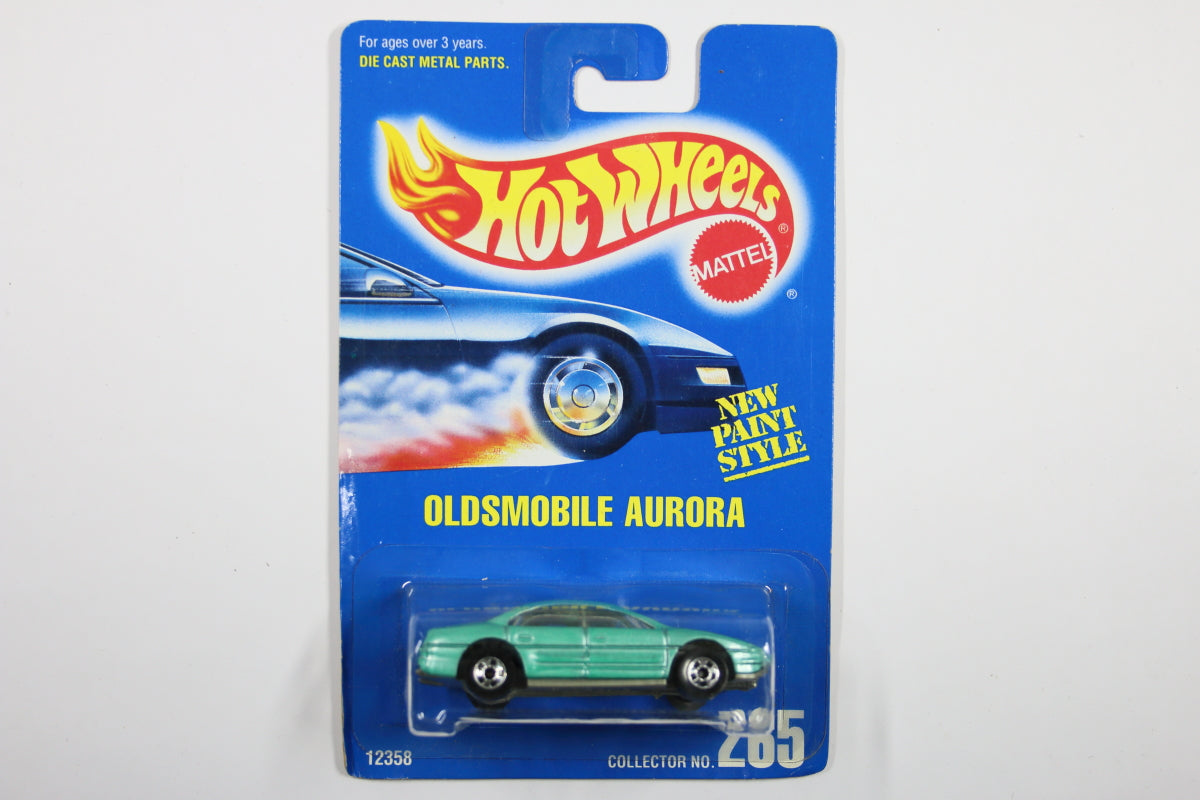 For ages over 3 years.
DIE CAST METAL PARTS.
HOT WHEELS ®
MATTEL ®
NEW
PAINT
STYLE
OLDSMOBILE AURORA
12358
COLLECTOR NO. 265